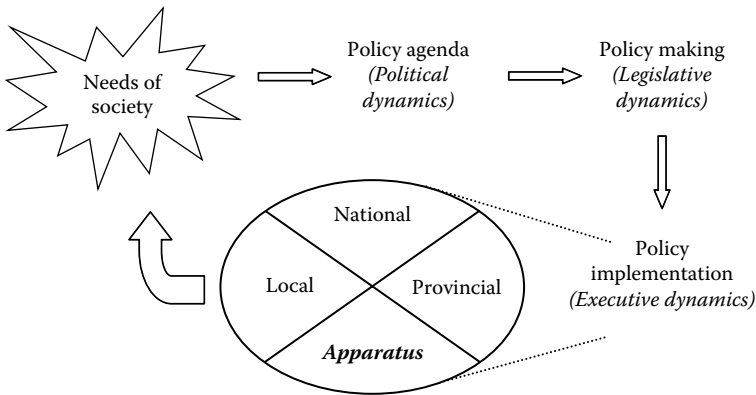 Needs of
society
Policy agenda
(Political
dynamics)
Policy making
(Legislative
dynamics)
Policy
implementation
(Executive dynamics)
National
Local
Provincial
Apparatus